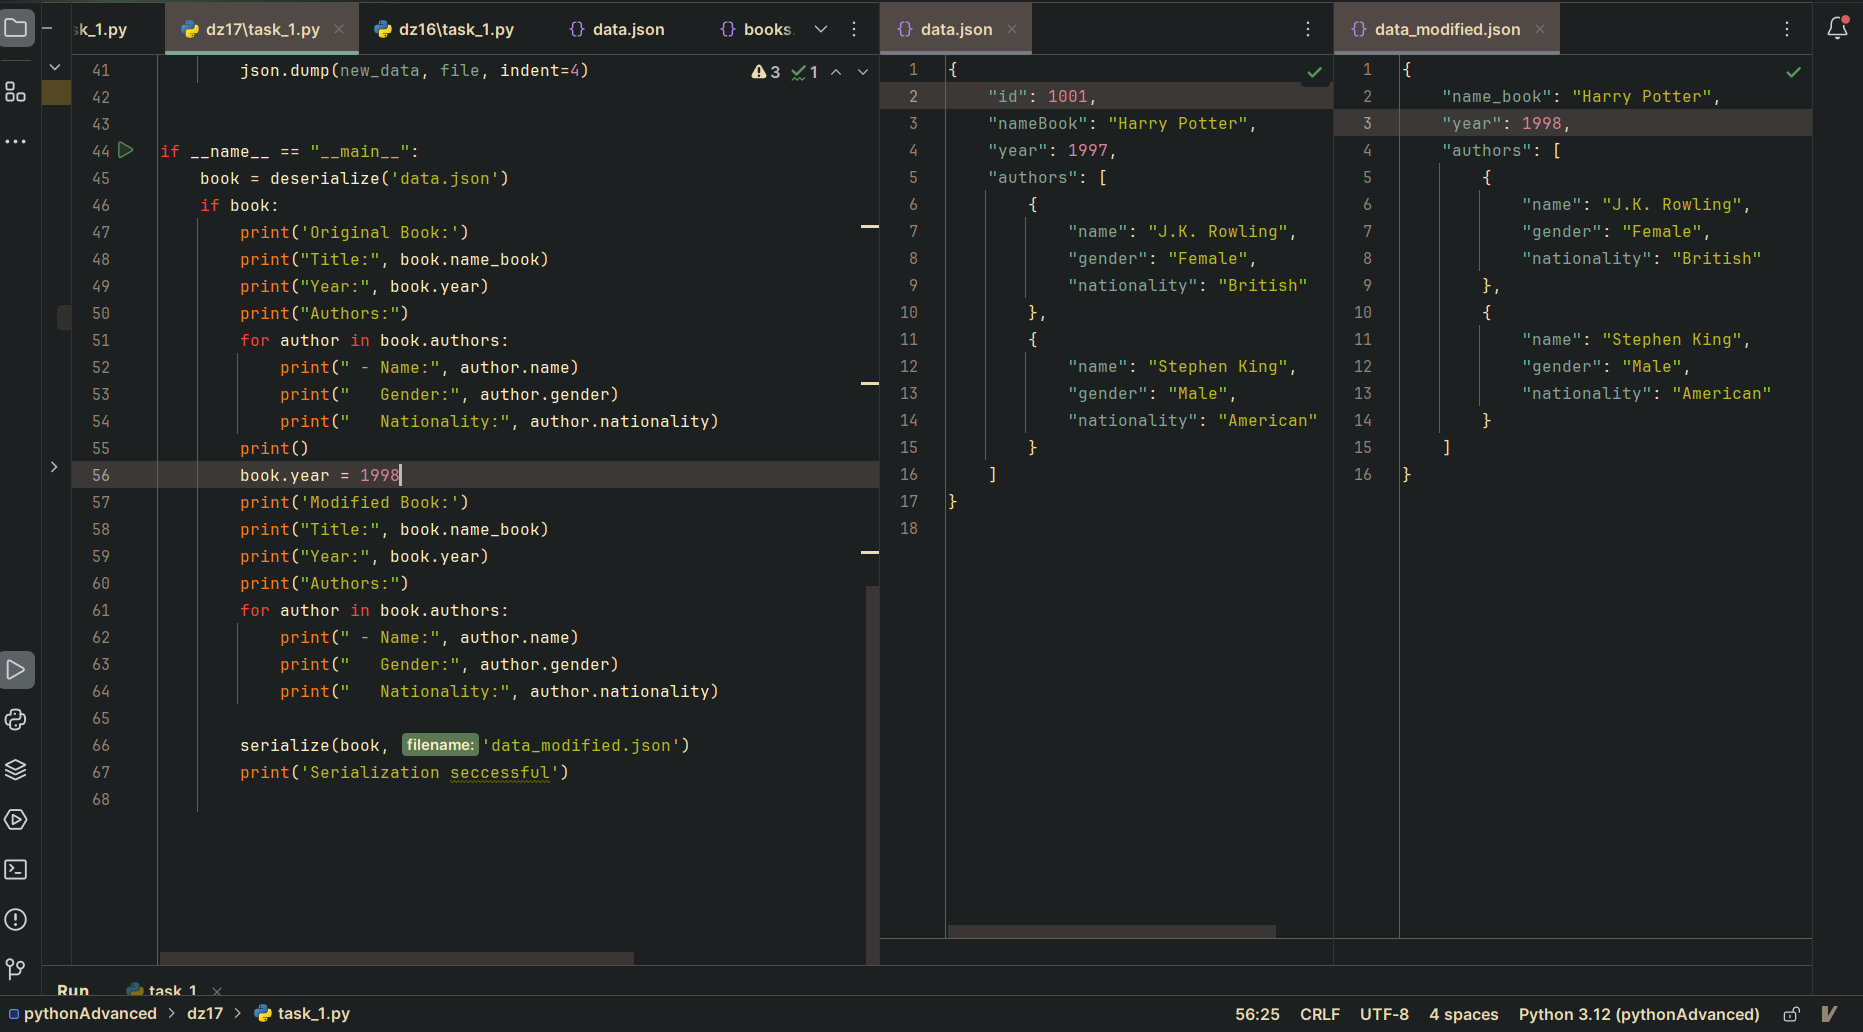 sk_1.py
dz17\task_1.py
dz16\task_1.py
data.json
books.
data.json
data_modified.json
41 json.dump(new_data, file, indent=4)
3 1
42
43
44 if __name__ == "__main__":
45 book = deserialize('data.json')
46 if book:
47 print('Original Book:')
48 print("Title:", book.name_book)
49 print("Year:", book.year)
50 print("Authors:")
51 for author in book.authors:
52 print(" - Name:", author.name)
53 print("   Gender:", author.gender)
54 print("   Nationality:", author.nationality)
55 print()
56 book.year = 1998
57 print('Modified Book:')
58 print("Title:", book.name_book)
59 print("Year:", book.year)
60 print("Authors:")
61 for author in book.authors:
62 print(" - Name:", author.name)
63 print("   Gender:", author.gender)
64 print("   Nationality:", author.nationality)
65
66 serialize(book, filename: 'data_modified.json')
67 print('Serialization seccessful')
68
1 {
2 "id": 1001,
3 "nameBook": "Harry Potter",
4 "year": 1997,
5 "authors": [
6 {
7 "name": "J.K. Rowling",
8 "gender": "Female",
9 "nationality": "British"
10 },
11 {
12 "name": "Stephen King",
13 "gender": "Male",
14 "nationality": "American"
15 }
16 ]
17 }
18
1 {
2 "name_book": "Harry Potter",
3 "year": 1998,
4 "authors": [
5 {
6 "name": "J.K. Rowling",
7 "gender": "Female",
8 "nationality": "British"
9 },
10 {
11 "name": "Stephen King",
12 "gender": "Male",
13 "nationality": "American"
14 }
15 ]
16 }
Run task_1
pythonAdvanced > dz17 > task_1.py
56:25 CRLF UTF-8 4 spaces Python 3.12 (pythonAdvanced)